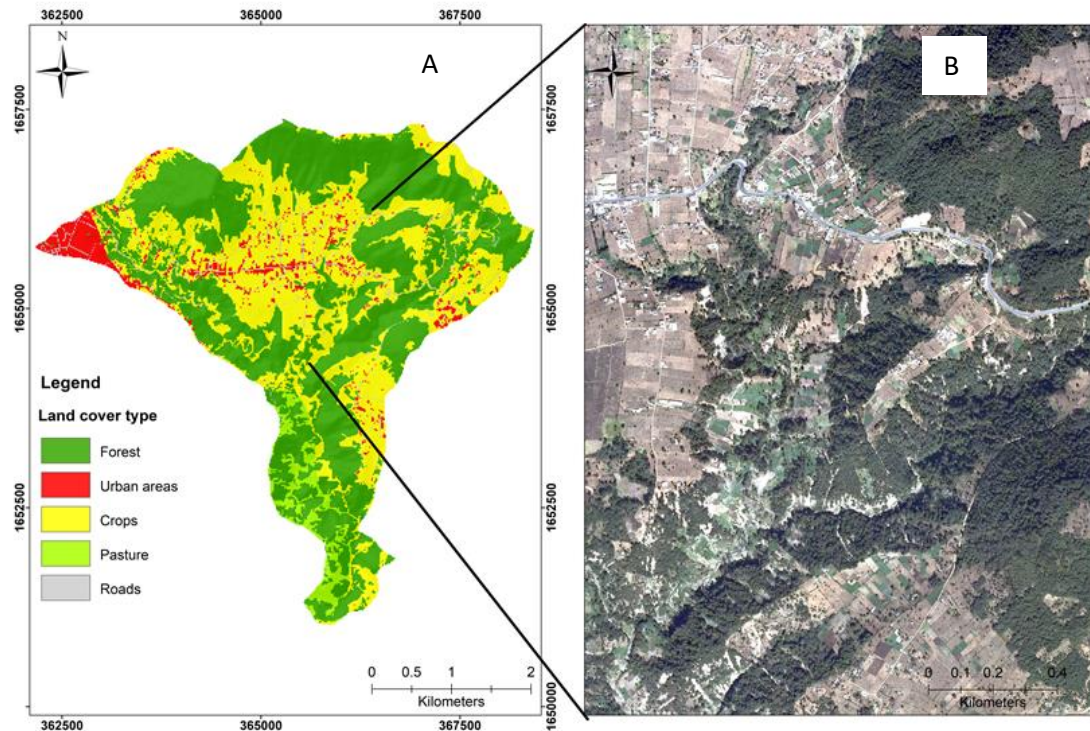 362500 365000 367500
N
A
1657500
1657500
1655000
1655000
Legend
Land cover type
Forest
Urban areas
Crops
Pasture
Roads
1652500
1652500
0 0.5 1 2
Kilometers
1650000
362500 365000 367500
N
B
0 0.1 0.2 0.4
Kilometers